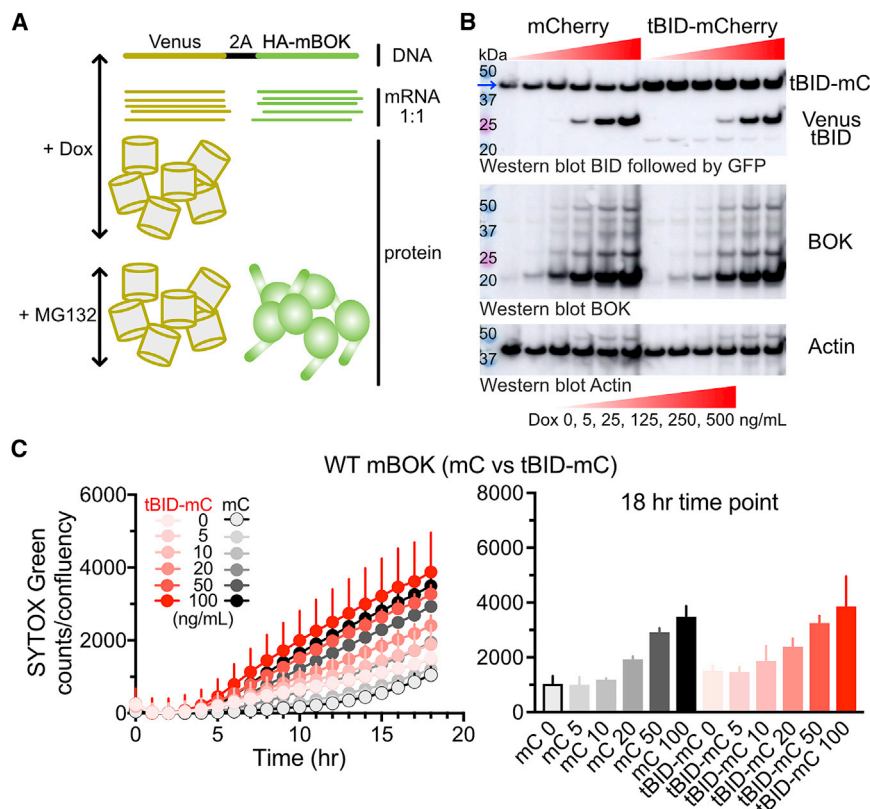 A
Venus 2A HA-mBOK
DNA
mRNA
1:1
+ Dox
protein
+ MG132
B
mCherry tBID-mCherry
kDa
50
37
25
20
tBID-mC
Venus
tBID
Western blot BID followed by GFP
50
37
25
20
BOK
Western blot BOK
50
37
Actin
Western blot Actin
Dox 0, 5, 25, 125, 250, 500 ng/mL
C
WT mBOK (mC vs tBID-mC)
SYTOX Green
counts/confluency
6000
4000
2000
0
tBID-mC mC
0
5
10
20
50
100
(ng/mL)
0 5 10 15 20
Time (hr)
18 hr time point
8000
6000
4000
2000
0
mC 0
mC 5
mC 10
mC 20
mC 50
mC 100
tBID-mC 0
tBID-mC 5
tBID-mC 10
tBID-mC 20
tBID-mC 50
tBID-mC 100